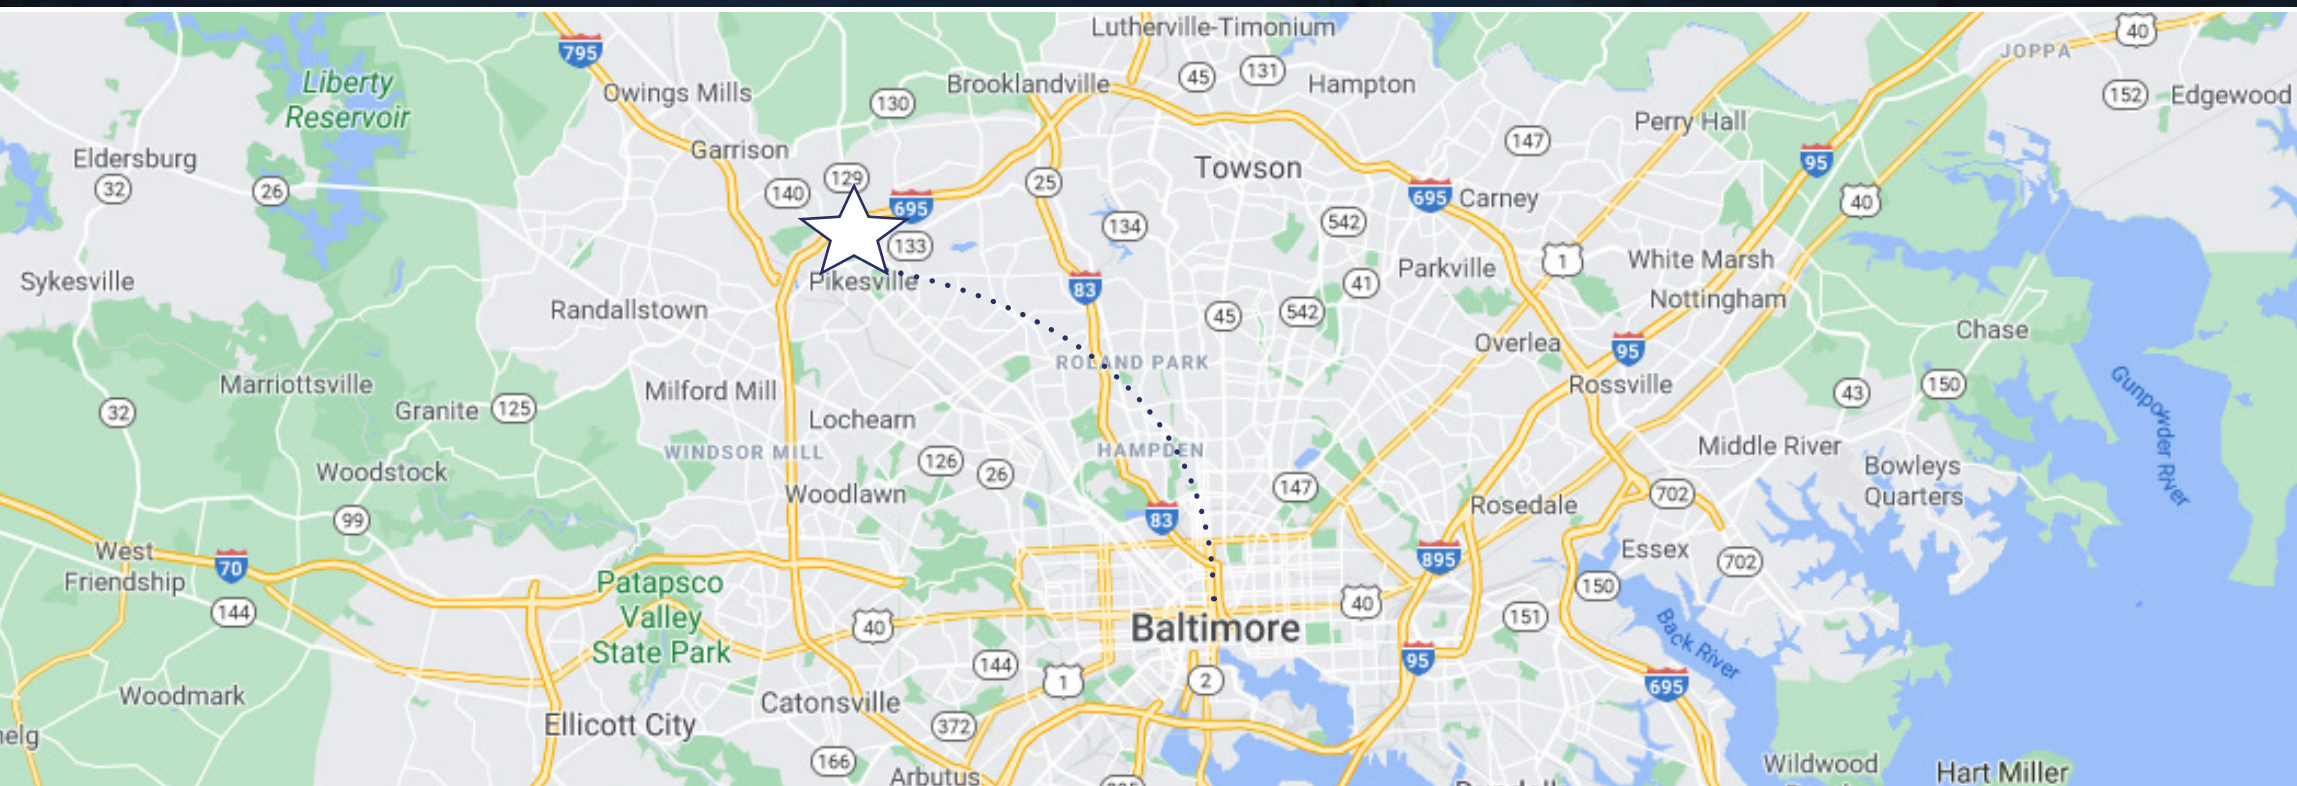 Lutherville-Timonium
40
JOPPA
795
Liberty
Reservoir
Owings Mills
Brooklandville
45
131
Hampton
130
152
Edgewood
Perry Hall
147
Garrison
Eldersburg
32
26
140
129
695
25
Towson
695
Carney
95
40
134
542
133
Pikesville
Sykesville
Randallstown
83
45
542
41
Parkville
1
White Marsh
Nottingham
Chase
ROLAND PARK
Overlea
95
Rossville
Marriottsville
Granite
125
32
Milford Mill
Lochearn
43
150
Gunpowder River
WINDSOR MILL
HAMPDEN
126
26
Middle River
Bowleys
Quarters
Woodstock
Woodlawn
147
Rosedale
702
99
83
West
Friendship
70
144
Patapsco
Valley
State Park
895
Essex
702
150
40
Baltimore
40
151
Back River
144
1
2
95
695
Woodmark
Catonsville
Ellicott City
372
166
Arbutus
Wildwood
Hart Miller